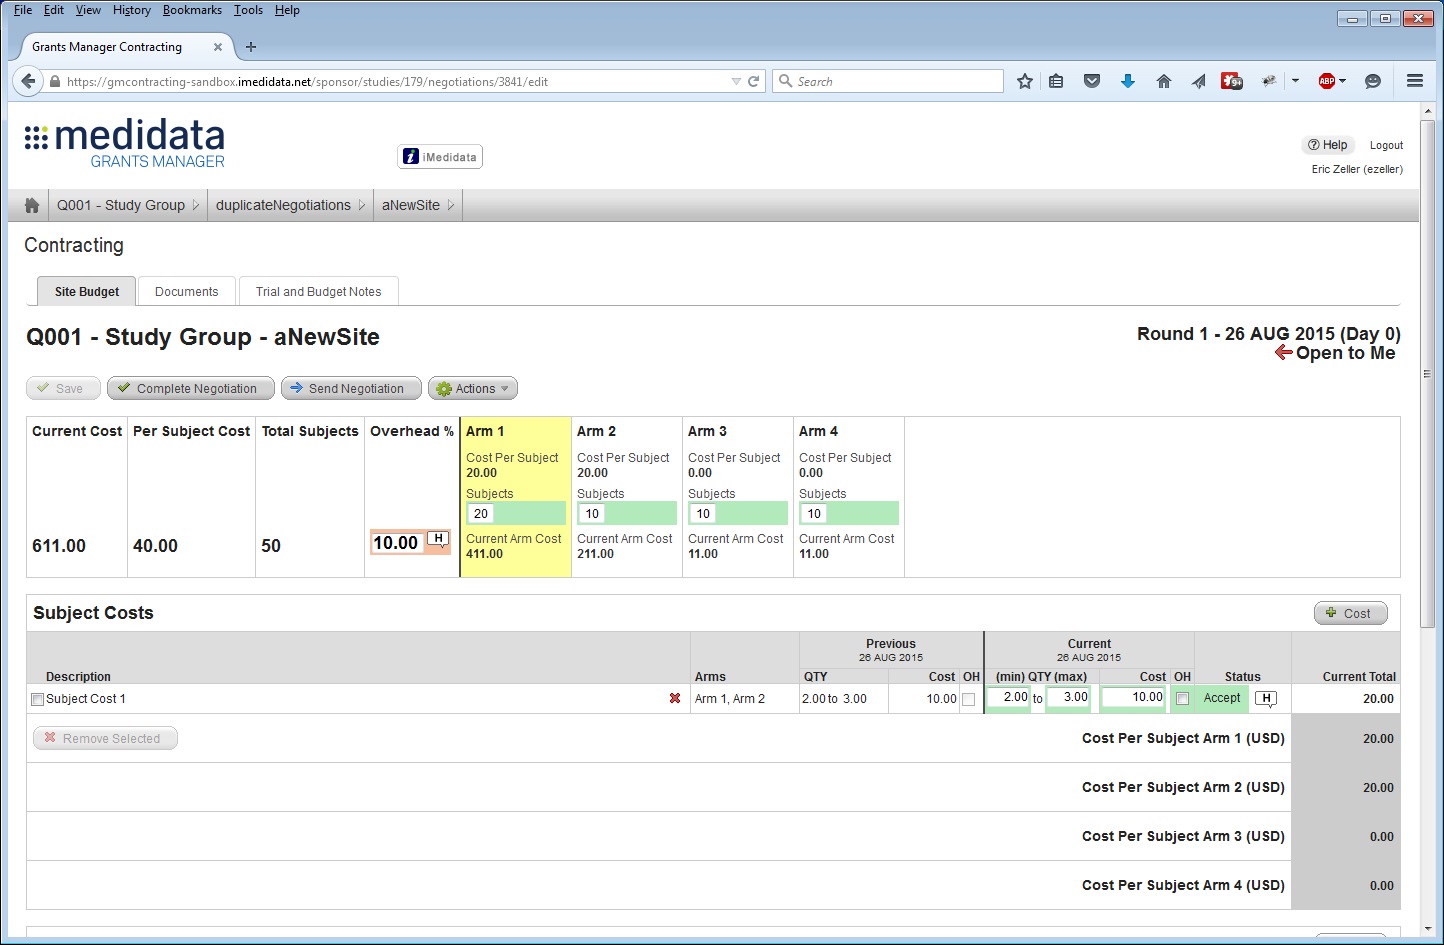 File Edit View History Bookmarks Tools Help
Grants Manager Contracting
https://gmcontracting-sandbox.imedidata.net/sponsor/studies/179/negotiations/3841/edit
Search
9+
ABP
medidata
GRANTS MANAGER
i iMedidata
? Help Logout
Eric Zeller (ezeller)
Q001 - Study Group duplicateNegotiations aNewSite
Contracting
Site Budget Documents Trial and Budget Notes
Q001 - Study Group - aNewSite
Round 1 - 26 AUG 2015 (Day 0)
Open to Me
Save Complete Negotiation Send Negotiation Actions
Current Cost Per Subject Cost Total Subjects Overhead % Arm 1 Arm 2 Arm 3 Arm 4
Cost Per Subject Cost Per Subject Cost Per Subject Cost Per Subject
20.00 20.00 0.00 0.00
Subjects Subjects Subjects Subjects
20 10 10 10
611.00 40.00 50 10.00 H
Current Arm Cost Current Arm Cost Current Arm Cost Current Arm Cost
411.00 211.00 11.00 11.00
Subject Costs
Cost
Previous Current
26 AUG 2015 26 AUG 2015
Description Arms QTY Cost OH (min) QTY (max) Cost OH Status Current Total
Subject Cost 1 Arm 1, Arm 2 2.00 to 3.00 10.00 2.00 to 3.00 10.00 Accept H 20.00
Remove Selected Cost Per Subject Arm 1 (USD) 20.00
Cost Per Subject Arm 2 (USD) 20.00
Cost Per Subject Arm 3 (USD) 0.00
Cost Per Subject Arm 4 (USD) 0.00